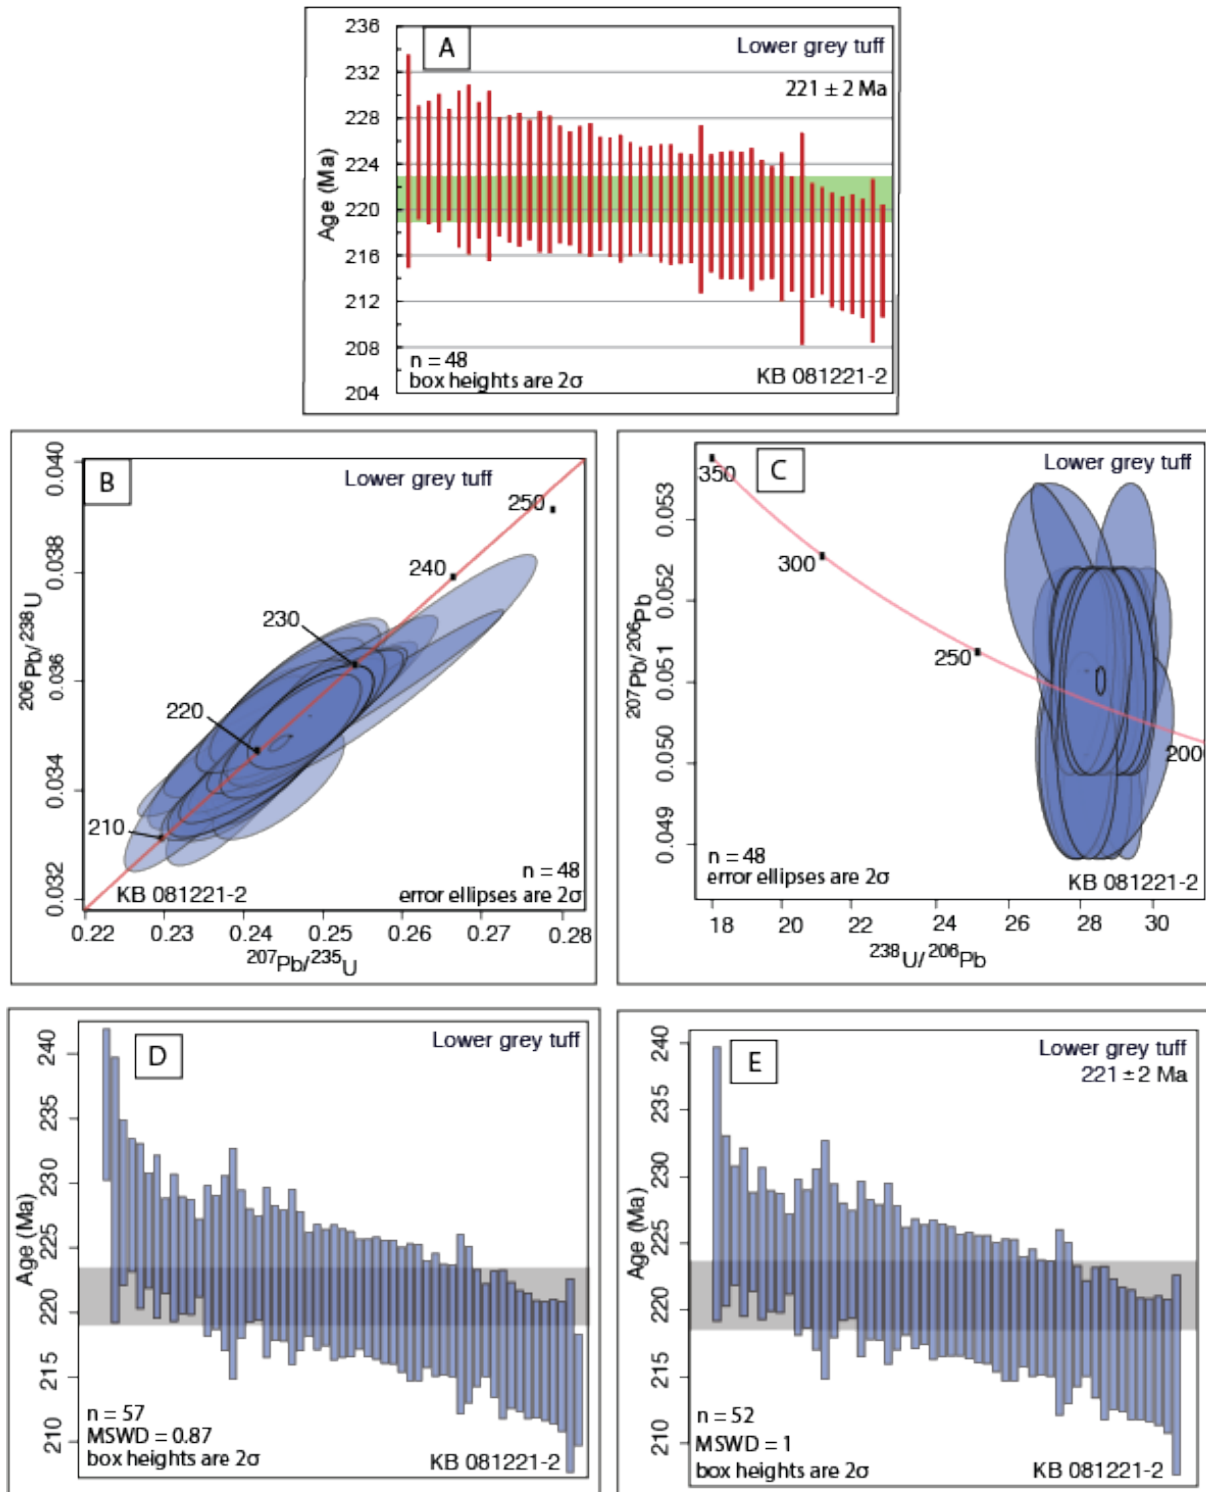 A
Lower grey tuff
221 ± 2 Ma
Age (Ma)
236
232
228
224
220
216
212
208
204
n = 48
box heights are 2σ
KB 081221-2
B
Lower grey tuff
206Pb/238U
0.040
0.038
0.036
0.034
0.032
250
240
230
220
210
n = 48
KB 081221-2
error ellipses are 2σ
0.22
0.23
0.24
0.25
0.26
0.27
0.28
207Pb/235U
C
Lower grey tuff
207Pb/206Pb
0.053
0.052
0.051
0.050
0.049
350
300
250
200
n = 48
error ellipses are 2σ
KB 081221-2
18
20
22
24
26
28
30
238U/206Pb
D
Lower grey tuff
Age (Ma)
240
235
230
225
220
215
210
n = 57
MSWD = 0.87
box heights are 2σ
KB 081221-2
E
Lower grey tuff
221 ± 2 Ma
Age (Ma)
240
235
230
225
220
215
210
n = 52
MSWD = 1
box heights are 2σ
KB 081221-2